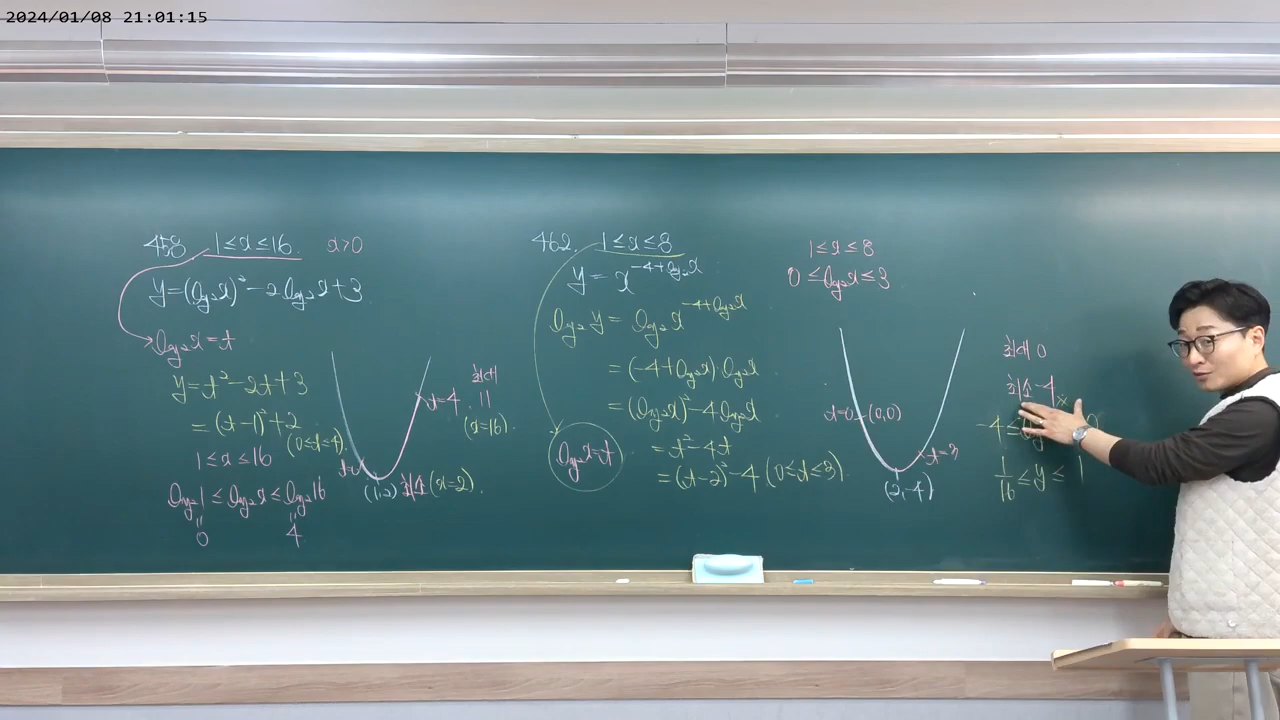 2024/01/08 21:01:15
458 1≤x≤16. x>0
y=(log₂x)²-2log₂x+3
log₂x=t
y=t²-2t+3
=(t-1)²+2
(0≤t≤4)
1≤x≤16
log₂1≤log₂x≤log₂16
0 4
t=0
t=4
(1,2) 최소 (x=2).
최대
11
(x=16).
462. 1≤x≤8
y=x^{-4+log₂x}
log₂y=log₂x^{-4+log₂x}
=(-4+log₂x)·log₂x
=(log₂x)²-4log₂x
=t²-4t
=(t-2)²-4 (0≤t≤3).
log₂x=t
1≤x≤8
0≤log₂x≤3
t=0 (0,0)
t=3
(2,-4)
최대 0
최소 -4
-4≤
1/16≤y≤1